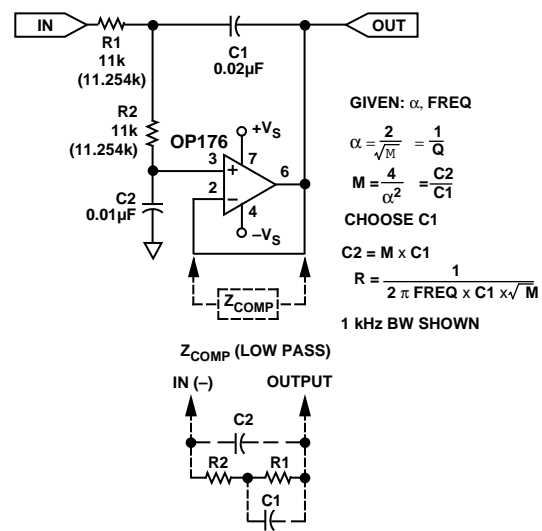 IN
OUT
R1
11k
(11.254k)
C1
0.02µF
R2
11k
(11.254k)
OP176
+VS
3
7
6
2
4
–VS
C2
0.01µF
ZCOMP
GIVEN: α, FREQ
α = 2/√M = 1/Q
M = 4/α² = C2/C1
CHOOSE C1
C2 = M x C1
R = 1/2 π FREQ x C1 x √M
1 kHz BW SHOWN
ZCOMP (LOW PASS)
IN (–) OUTPUT
C2
R2 R1
C1